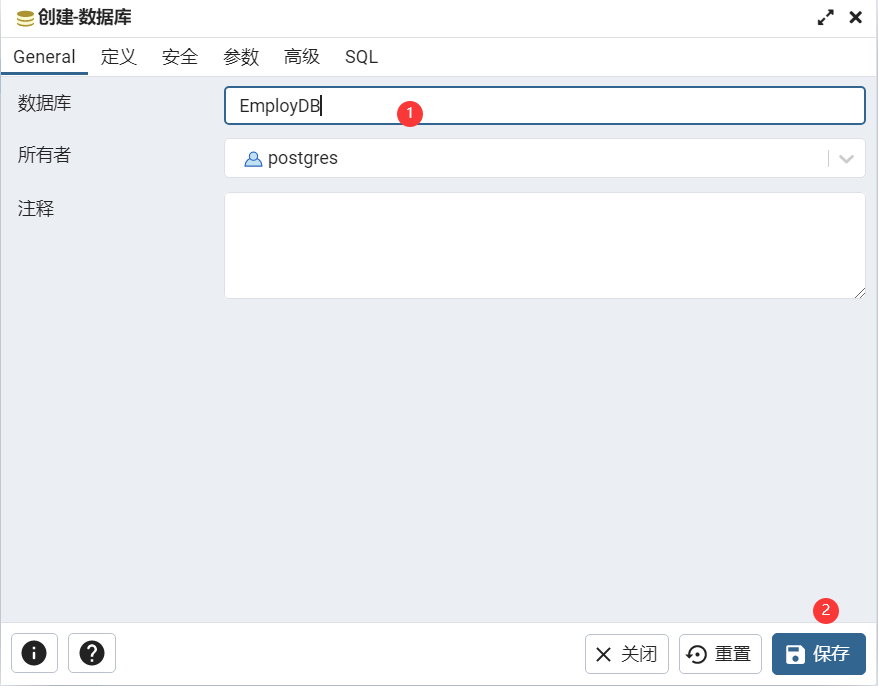 创建-数据库
General 定义 安全 参数 高级 SQL
数据库 EmployDB 1
所有者 postgres
注释
2
关闭 重置 保存